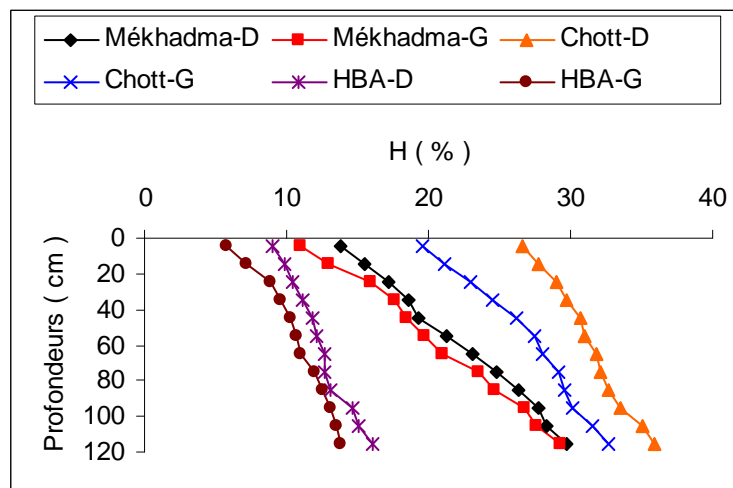 Mékhadma-D Mékhadma-G Chott-D
Chott-G HBA-D HBA-G
H ( % )
0 10 20 30 40
Profondeurs ( cm )
0
20
40
60
80
100
120